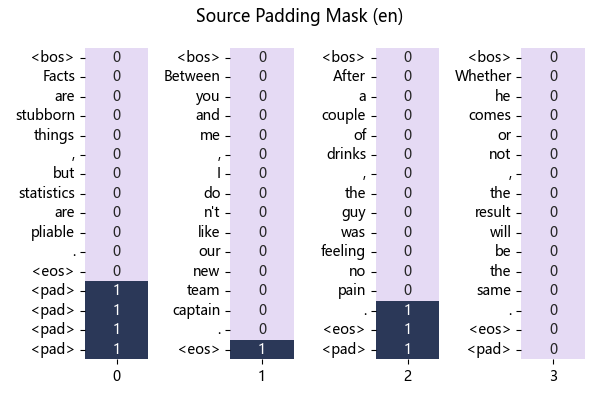 Source Padding Mask (en)
<bos> 0
Facts 0
are 0
stubborn 0
things 0
, 0
but 0
statistics 0
are 0
pliable 0
. 0
<eos> 0
<pad> 1
<pad> 1
<pad> 1
<pad> 1
0
<bos> 0
Between 0
you 0
and 0
me 0
, 0
I 0
do 0
n't 0
like 0
our 0
new 0
team 0
captain 0
. 0
<eos> 1
1
<bos> 0
After 0
a 0
couple 0
of 0
drinks 0
, 0
the 0
guy 0
was 0
feeling 0
no 0
pain 0
. 1
<eos> 1
<pad> 1
2
<bos> 0
Whether 0
he 0
comes 0
or 0
not 0
, 0
the 0
result 0
will 0
be 0
the 0
same 0
. 0
<eos> 0
<pad> 0
3